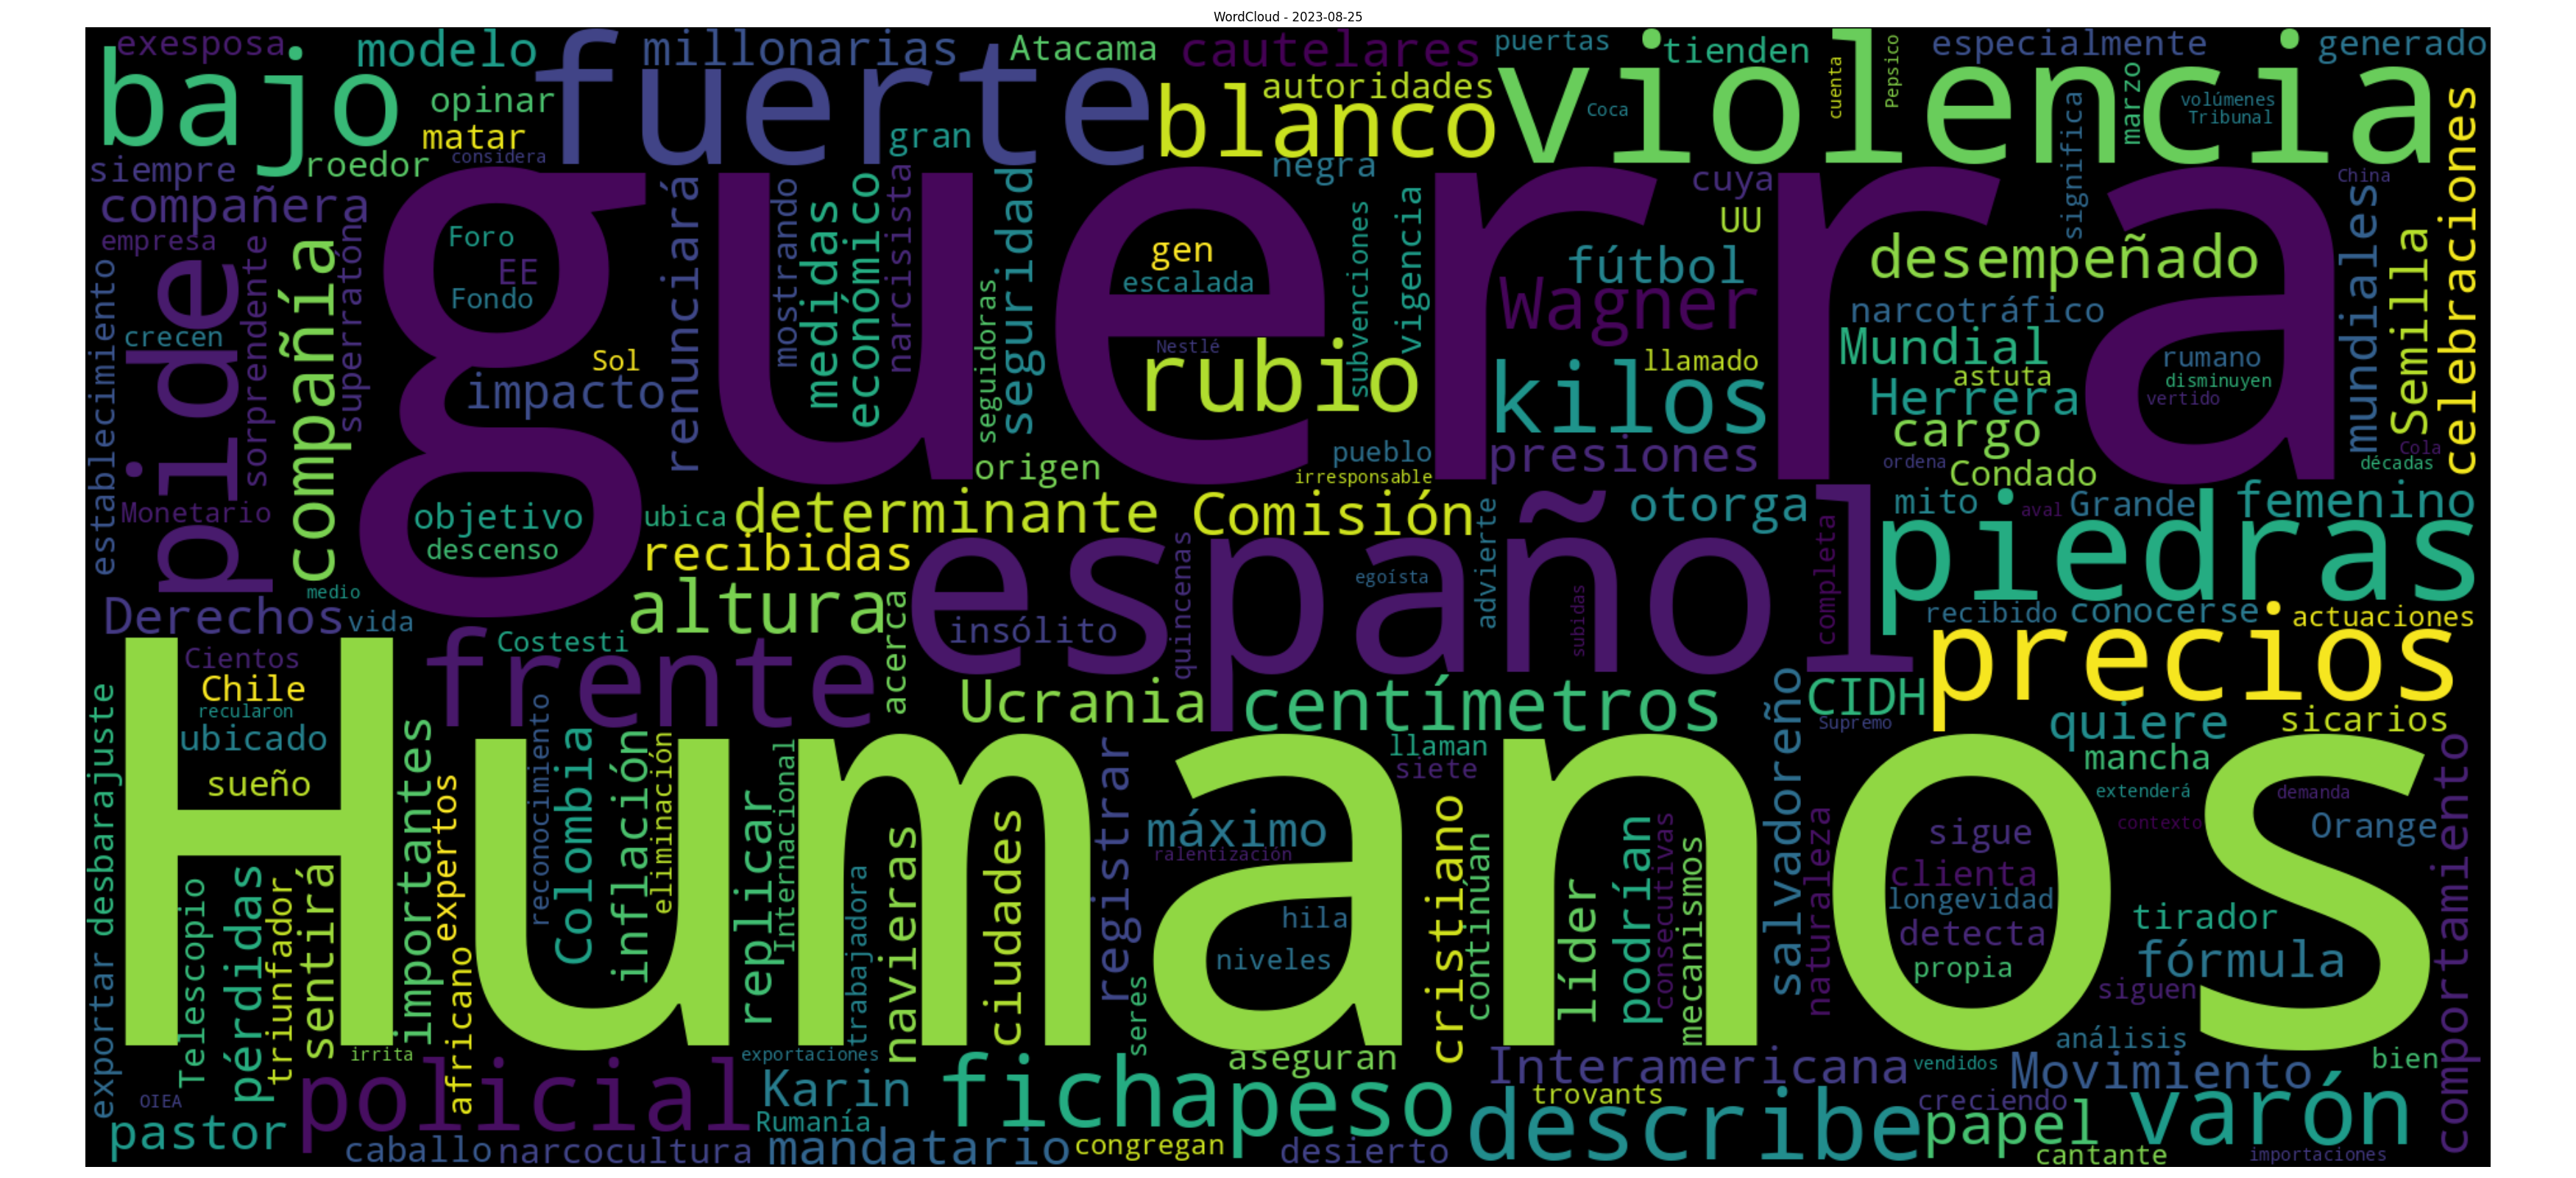 WordCloud - 2023-08-25
exesposa
modelo
fuerte
millonarias
Atacama
cautelares
puertas
tienden
violencia
especialmente
generado
bajo
opinar
matar
considera
gran
blanco
autoridades
Coca
cuenta
Pepsico
marzo
volúmenes
Tribunal
celebraciones
siempre
roedor
negra
cuya
significa
China
compañera
empresa
guerra
renunciará
mostrando
medidas
económico
narcisista
seguridad
seguidoras
subvenciones
vigencia
UU
fútbol
Wagner
desempeñado
narcotráfico
mundiales
Semilla
establecimiento
crecen
pide
sorprendente
compañía
superratón
Foro
EE
Fondo
gen
escalada
Nestlé
Sol
impacto
rubio
kilos
llamado
Mundial
astuta
Herrera
rumano
disminuyen
vertido
cargo
Cola
décadas
presiones
pueblo
irresponsable
origen
ordena
Condado
Monetario
objetivo
descenso
ubica
determinante
recibidas
Comisión
advierte
otorga
mito
aval
Grande
femenino
piedras
español
egoísta
subidas
completa
quincenas
medio
Derechos
vida
altura
acerca
insólito
recibido
conocerse
actuaciones
Costesti
frente
precios
Cientos
Chile
recularon
ubicado
sueño
Ucrania
centímetros
salvadoreño
CIDH
Supremo
quiere
sicarios
mancha
exportar
desbarajuste
Humanos
importantes
expertos
reconocimiento
Colombia
inflación
eliminación
replicar
Internacional
trabajadora
navieras
ciudades
registrar
llaman
siete
máximo
ralentización
hila
niveles
cristiano
continúan
líder
podrían
consecutivas
mecanismos
naturaleza
sigue
clienta
longevidad
detecta
propia
extenderá
demanda
contexto
Orange
tirador
fórmula
siguen
comportamiento
Telescopio
pérdidas
triunfador
sentirá
africano
seres
irrita
OIEA
policial
exportaciones
Karin
Rumanía
ficha
aseguran
peso
Interamericana
trovants
vendidos
análisis
Movimiento
bien
describe
creciendo
papel
varón
pastor
caballo
narcocultura
mandatario
congregan
desierto
cantante
importaciones